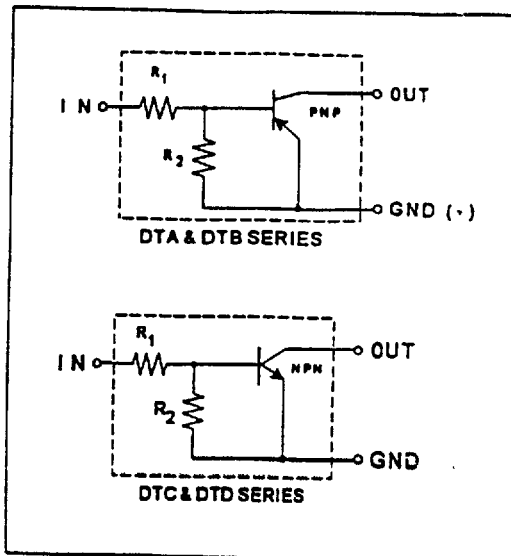 R1
IN
OUT
PNP
R2
GND (+)
DTA & DTB SERIES
R1
IN
OUT
NPN
R2
GND
DTC & DTD SERIES